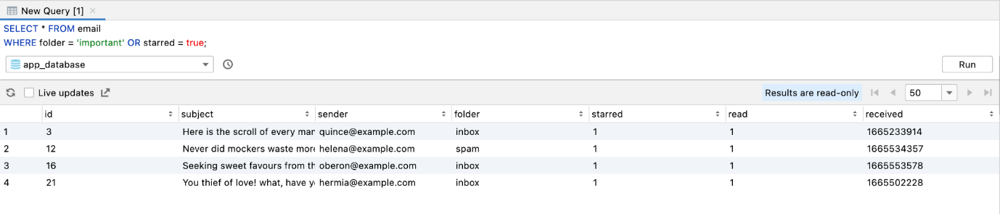 New Query [1]
SELECT * FROM email
WHERE folder = 'important' OR starred = true;
app_database
Run
Live updates
Results are read-only
50
id subject sender folder starred read received
1 3 Here is the scroll of every man quince@example.com inbox 1 1 1665233914
2 12 Never did mockers waste more helena@example.com spam 1 1 1665534357
3 16 Seeking sweet favours from th oberon@example.com inbox 1 1 1665553578
4 21 You thief of love! what, have yo hermia@example.com inbox 1 1 1665502228